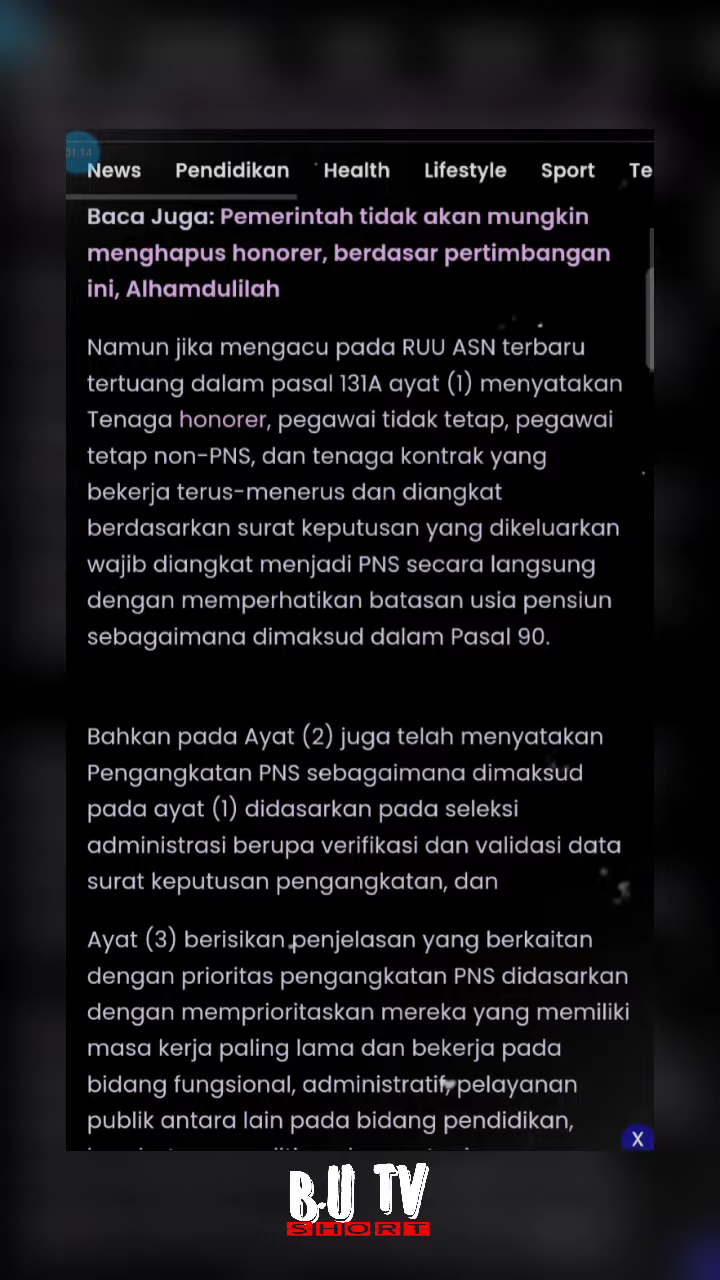 01:14
News Pendidikan Health Lifestyle Sport Te
Baca Juga: Pemerintah tidak akan mungkin
menghapus honorer, berdasar pertimbangan
ini, Alhamdulilah
Namun jika mengacu pada RUU ASN terbaru
tertuang dalam pasal 131A ayat (1) menyatakan
Tenaga honorer, pegawai tidak tetap, pegawai
tetap non-PNS, dan tenaga kontrak yang
bekerja terus-menerus dan diangkat
berdasarkan surat keputusan yang dikeluarkan
wajib diangkat menjadi PNS secara langsung
dengan memperhatikan batasan usia pensiun
sebagaimana dimaksud dalam Pasal 90.
Bahkan pada Ayat (2) juga telah menyatakan
Pengangkatan PNS sebagaimana dimaksud
pada ayat (1) didasarkan pada seleksi
administrasi berupa verifikasi dan validasi data
surat keputusan pengangkatan, dan
Ayat (3) berisikan penjelasan yang berkaitan
dengan prioritas pengangkatan PNS didasarkan
dengan memprioritaskan mereka yang memiliki
masa kerja paling lama dan bekerja pada
bidang fungsional, administratif, pelayanan
publik antara lain pada bidang pendidikan,
X
B.U TV
SHORT